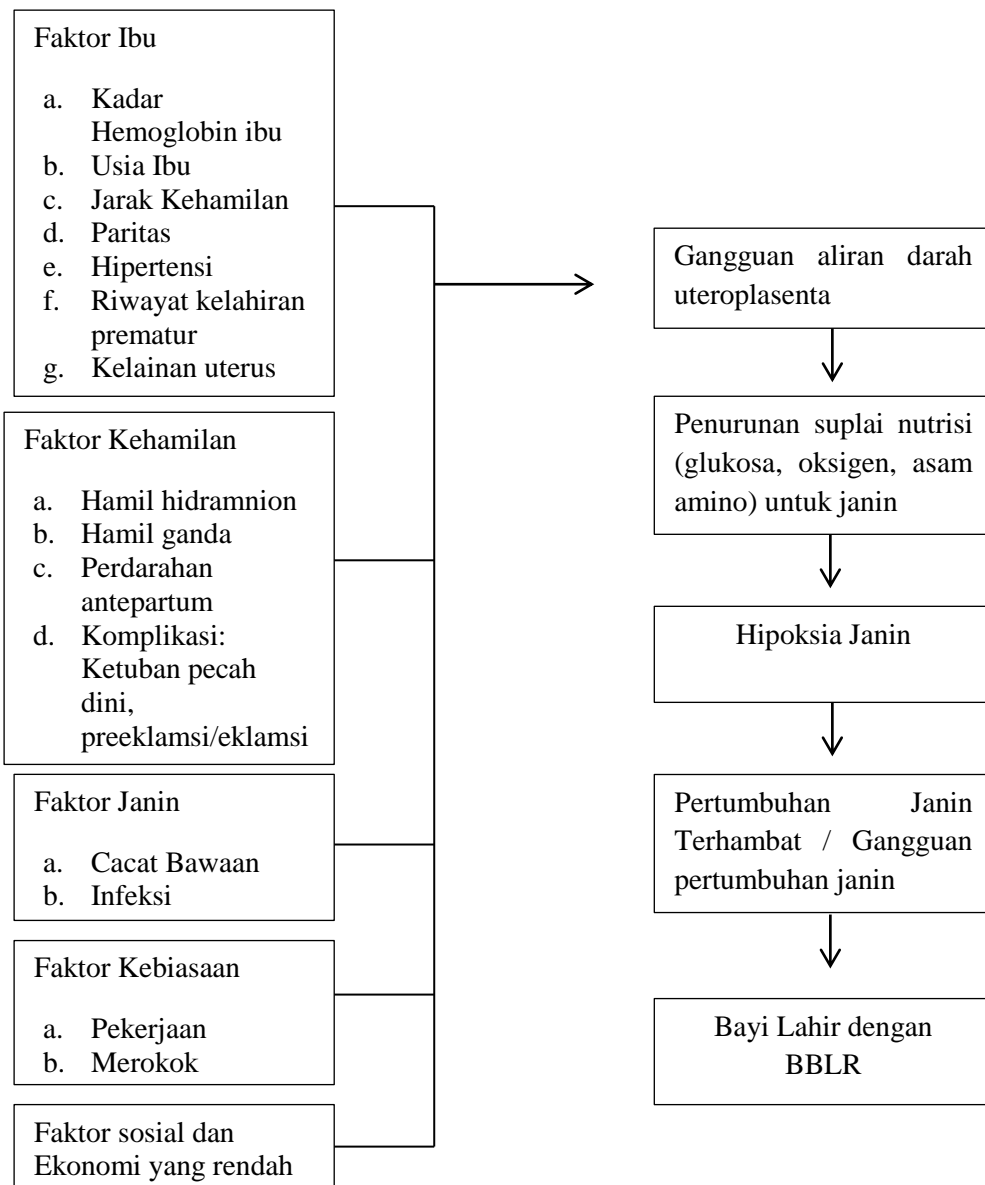 Faktor Ibu
a. Kadar
Hemoglobin ibu
b. Usia Ibu
c. Jarak Kehamilan
d. Paritas
e. Hipertensi
f. Riwayat kelahiran
prematur
g. Kelainan uterus
Faktor Kehamilan
a. Hamil hidramnion
b. Hamil ganda
c. Perdarahan
antepartum
d. Komplikasi:
Ketuban pecah
dini,
preeklamsi/eklamsi
Faktor Janin
a. Cacat Bawaan
b. Infeksi
Faktor Kebiasaan
a. Pekerjaan
b. Merokok
Faktor sosial dan
Ekonomi yang rendah
Gangguan aliran darah
uteroplasenta
Penurunan suplai nutrisi
(glukosa, oksigen, asam
amino) untuk janin
Hipoksia Janin
Pertumbuhan Janin
Terhambat / Gangguan
pertumbuhan janin
Bayi Lahir dengan
BBLR